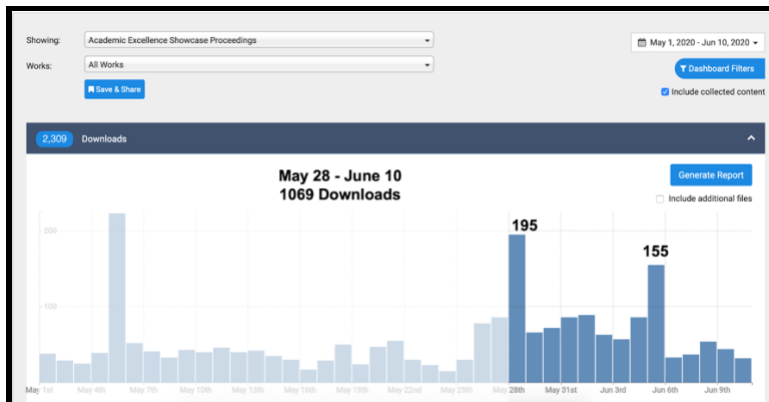 Showing:
Academic Excellence Showcase Proceedings
May 1, 2020 - Jun 10, 2020
Works:
All Works
Dashboard Filters
Save & Share
Include collected content
2,309 Downloads
May 28 - June 10
1069 Downloads
Generate Report
Include additional files
195
155
200
100
May 1st
May 4th
May 7th
May 10th
May 13th
May 16th
May 19th
May 22nd
May 25th
May 28th
May 31st
Jun 3rd
Jun 6th
Jun 9th